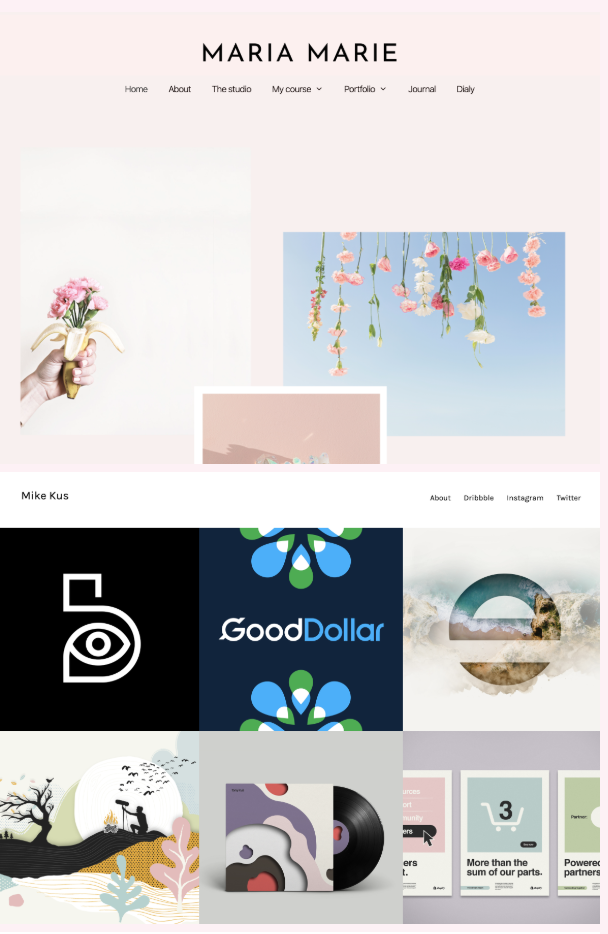 MARIA MARIE
Home About The studio My course Portfolio Journal Dialy
Mike Kus
About Dribbble Instagram Twitter
GoodDollar
3
Partner
More than the
sum of our parts.
Powered
partners